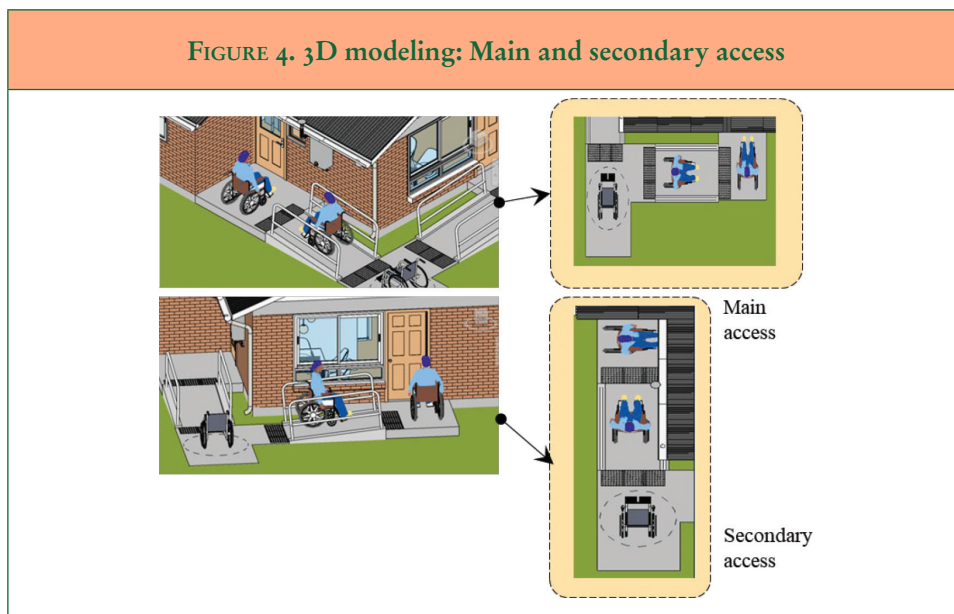 FIGURE 4. 3D modeling: Main and secondary access
Main
access
Secondary
access